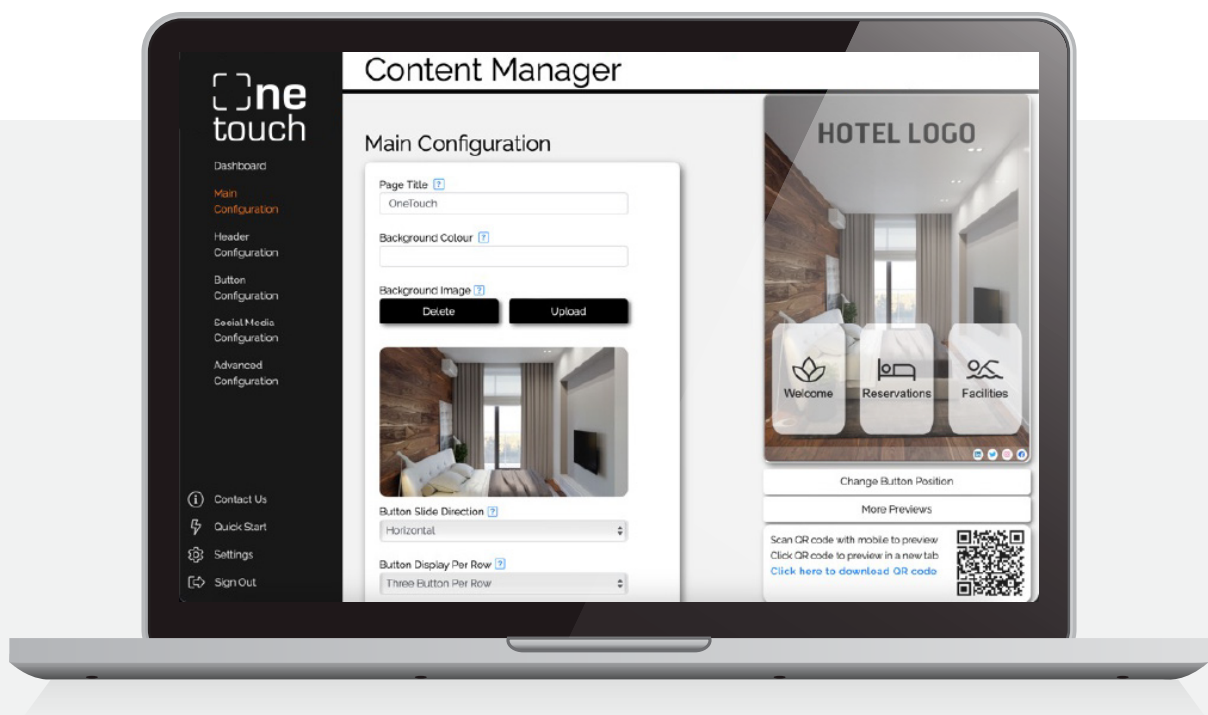 One
touch
Dashboard
Main
Configuration
Header
Configuration
Button
Configuration
Social Media
Configuration
Advanced
Configuration
Contact Us
Quick Start
Settings
Sign Out
Content Manager
Main Configuration
Page Title ?
OneTouch
Background Colour ?
Background Image ?
Delete
Upload
Button Slide Direction ?
Horizontal
Button Display Per Row ?
Three Button Per Row
HOTEL LOGO
Welcome
Reservations
Facilities
Change Button Position
More Previews
Scan QR code with mobile to preview
Click QR code to preview in a new tab
Click here to download QR code